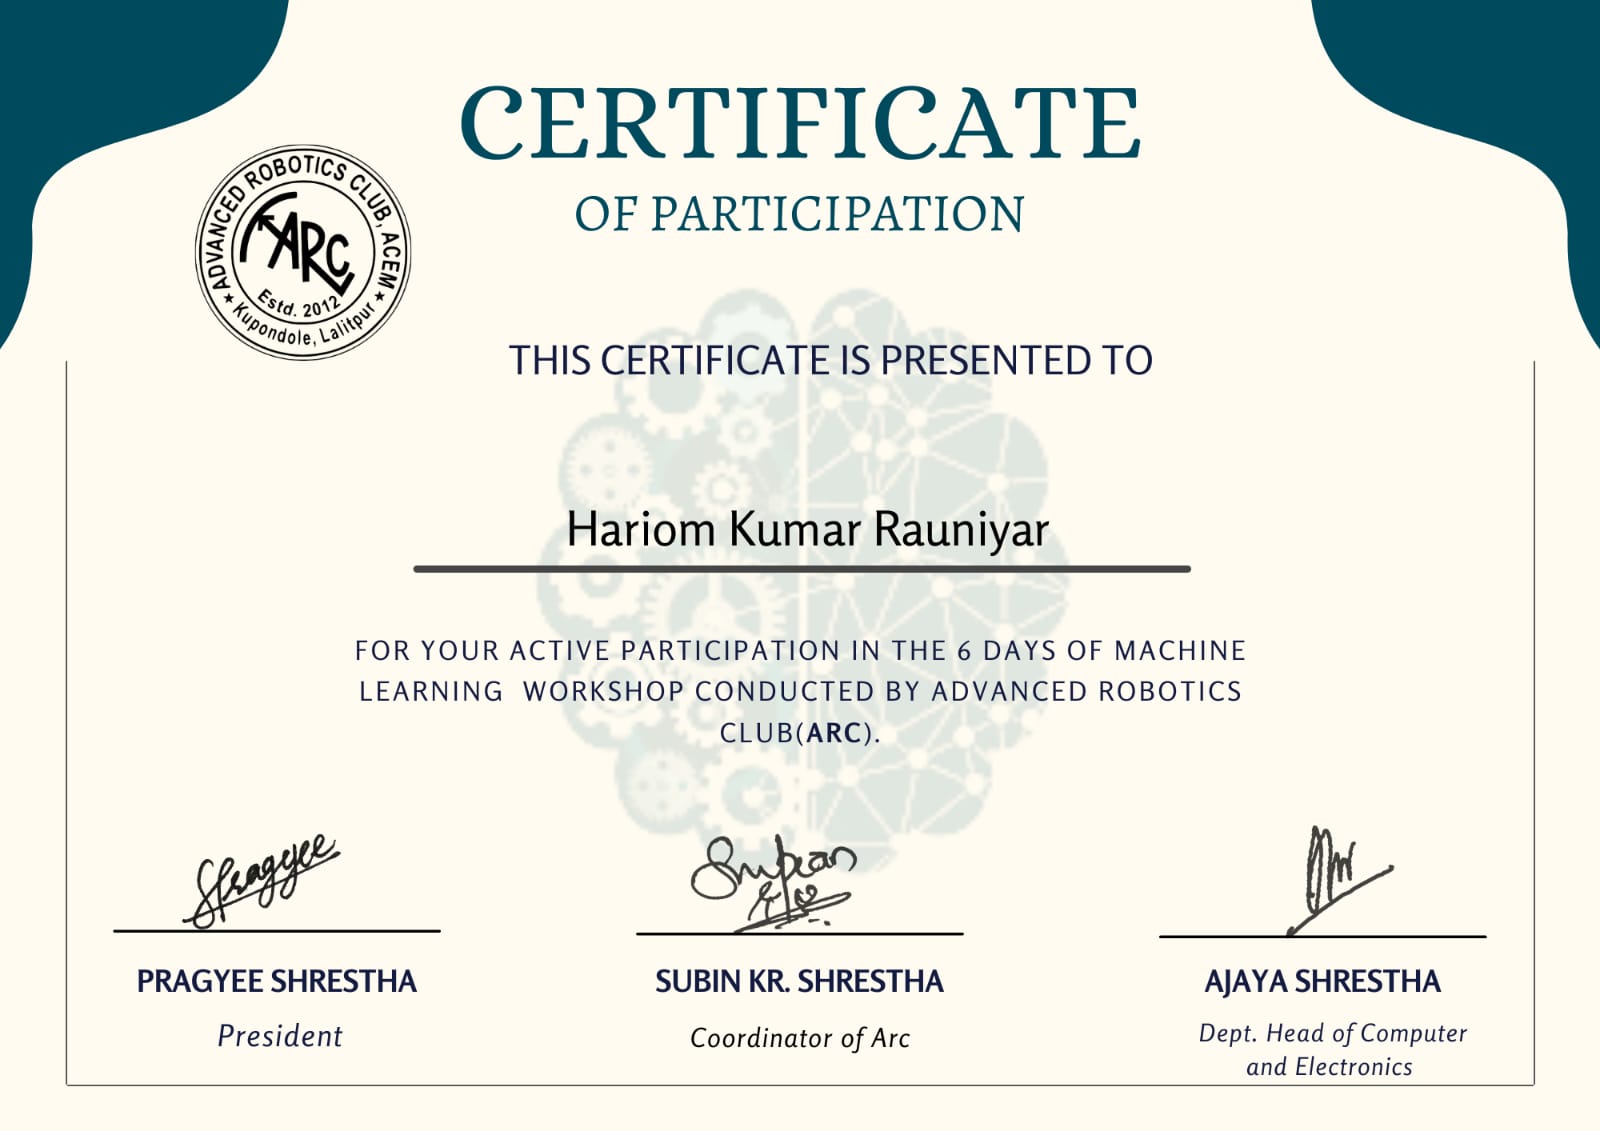 CERTIFICATE
OF PARTICIPATION
ADVANCED ROBOTICS CLUB, ACEM
ARC
Estd. 2012
★ Kupondole, Lalitpur ★
THIS CERTIFICATE IS PRESENTED TO
Hariom Kumar Rauniyar
FOR YOUR ACTIVE PARTICIPATION IN THE 6 DAYS OF MACHINE
LEARNING WORKSHOP CONDUCTED BY ADVANCED ROBOTICS
CLUB(ARC).
Pragyee
Subin
PRAGYEE SHRESTHA
SUBIN KR. SHRESTHA
AJAYA SHRESTHA
President
Coordinator of Arc
Dept. Head of Computer
and Electronics